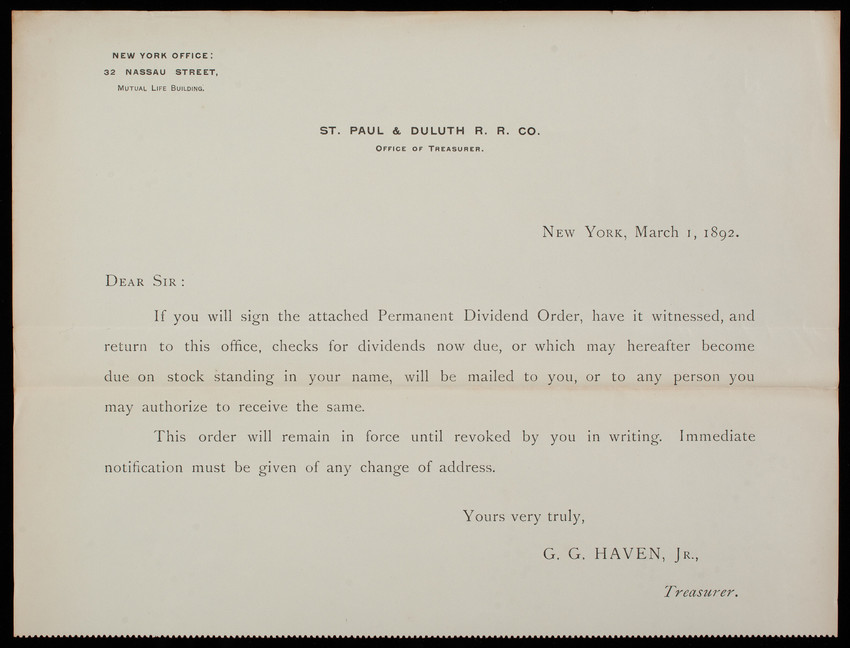 NEW YORK OFFICE:
32 NASSAU STREET,
MUTUAL LIFE BUILDING.
ST. PAUL & DULUTH R. R. CO.
OFFICE OF TREASURER.
NEW YORK, March 1, 1892.
DEAR SIR:
If you will sign the attached Permanent Dividend Order, have it witnessed, and
return to this office, checks for dividends now due, or which may hereafter become
due on stock standing in your name, will be mailed to you, or to any person you
may authorize to receive the same.
This order will remain in force until revoked by you in writing. Immediate
notification must be given of any change of address.
Yours very truly,
G. G. HAVEN, JR.,
Treasurer.